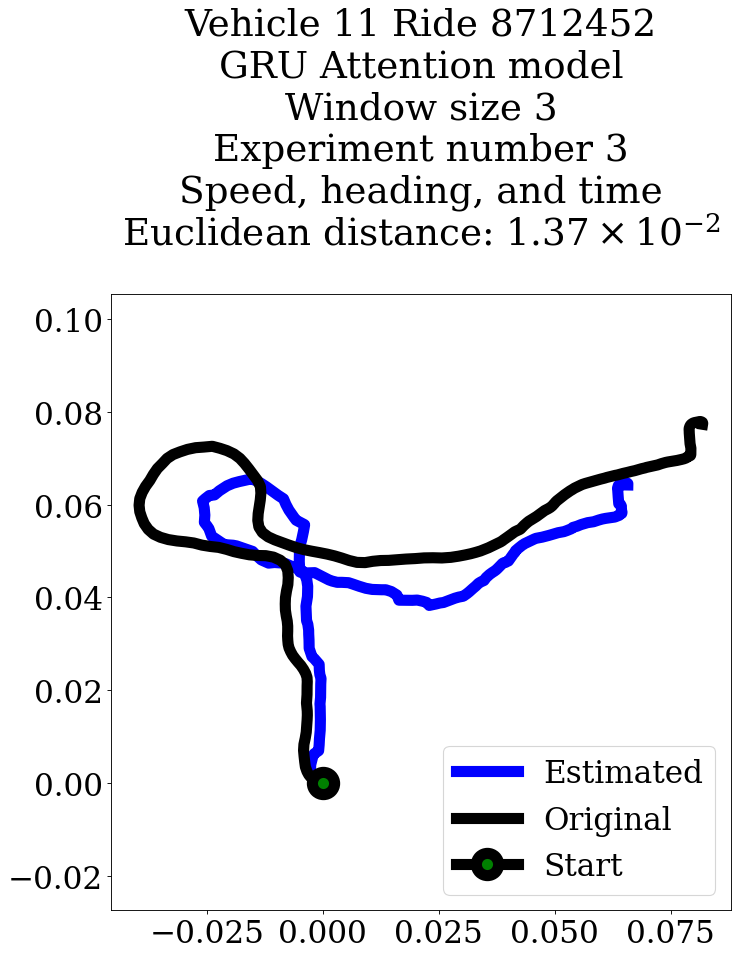 Vehicle 11 Ride 8712452
GRU Attention model
Window size 3
Experiment number 3
Speed, heading, and time
Euclidean distance: 1.37 × 10⁻²
0.10
0.08
0.06
0.04
0.02
0.00
−0.02
−0.025 0.000 0.025 0.050 0.075
Estimated
Original
Start